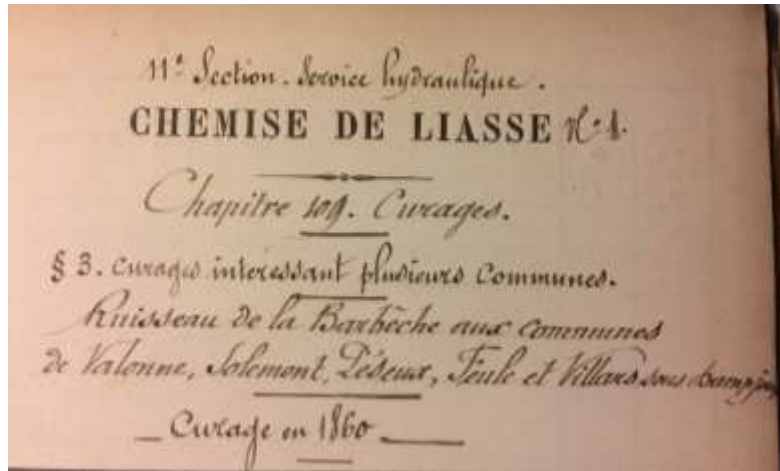 11e Section. Service hydraulique.
CHEMISE DE LIASSE N° 1.
Chapitre 109. Curages.
§ 3. Curages intéressant plusieurs Communes.
Ruisseau de la Barbèche aux communes
de Valonne, Solemont, Péseux, Feule et Villars sous
Curage en 1860